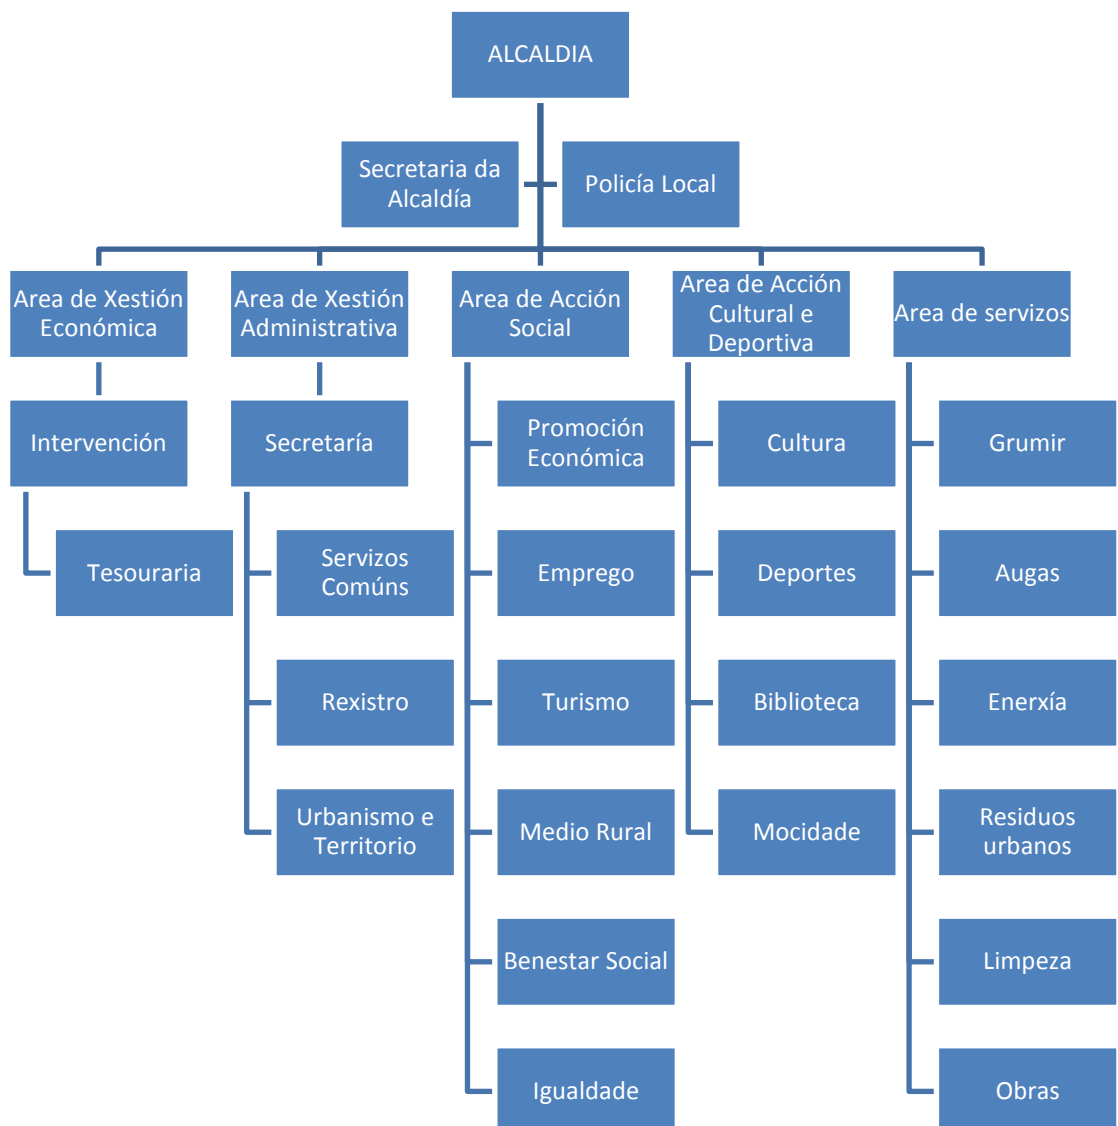 ALCALDIA
Secretaria da
Alcaldía
Policía Local
Area de Xestión
Económica
Area de Xestión
Administrativa
Area de Acción
Social
Area de Acción
Cultural e
Deportiva
Area de servizos
Intervención
Tesouraria
Secretaría
Servizos
Comúns
Rexistro
Urbanismo e
Territorio
Promoción
Económica
Emprego
Turismo
Medio Rural
Benestar Social
Igualdade
Cultura
Deportes
Biblioteca
Mocidade
Grumir
Augas
Enerxía
Residuos
urbanos
Limpeza
Obras